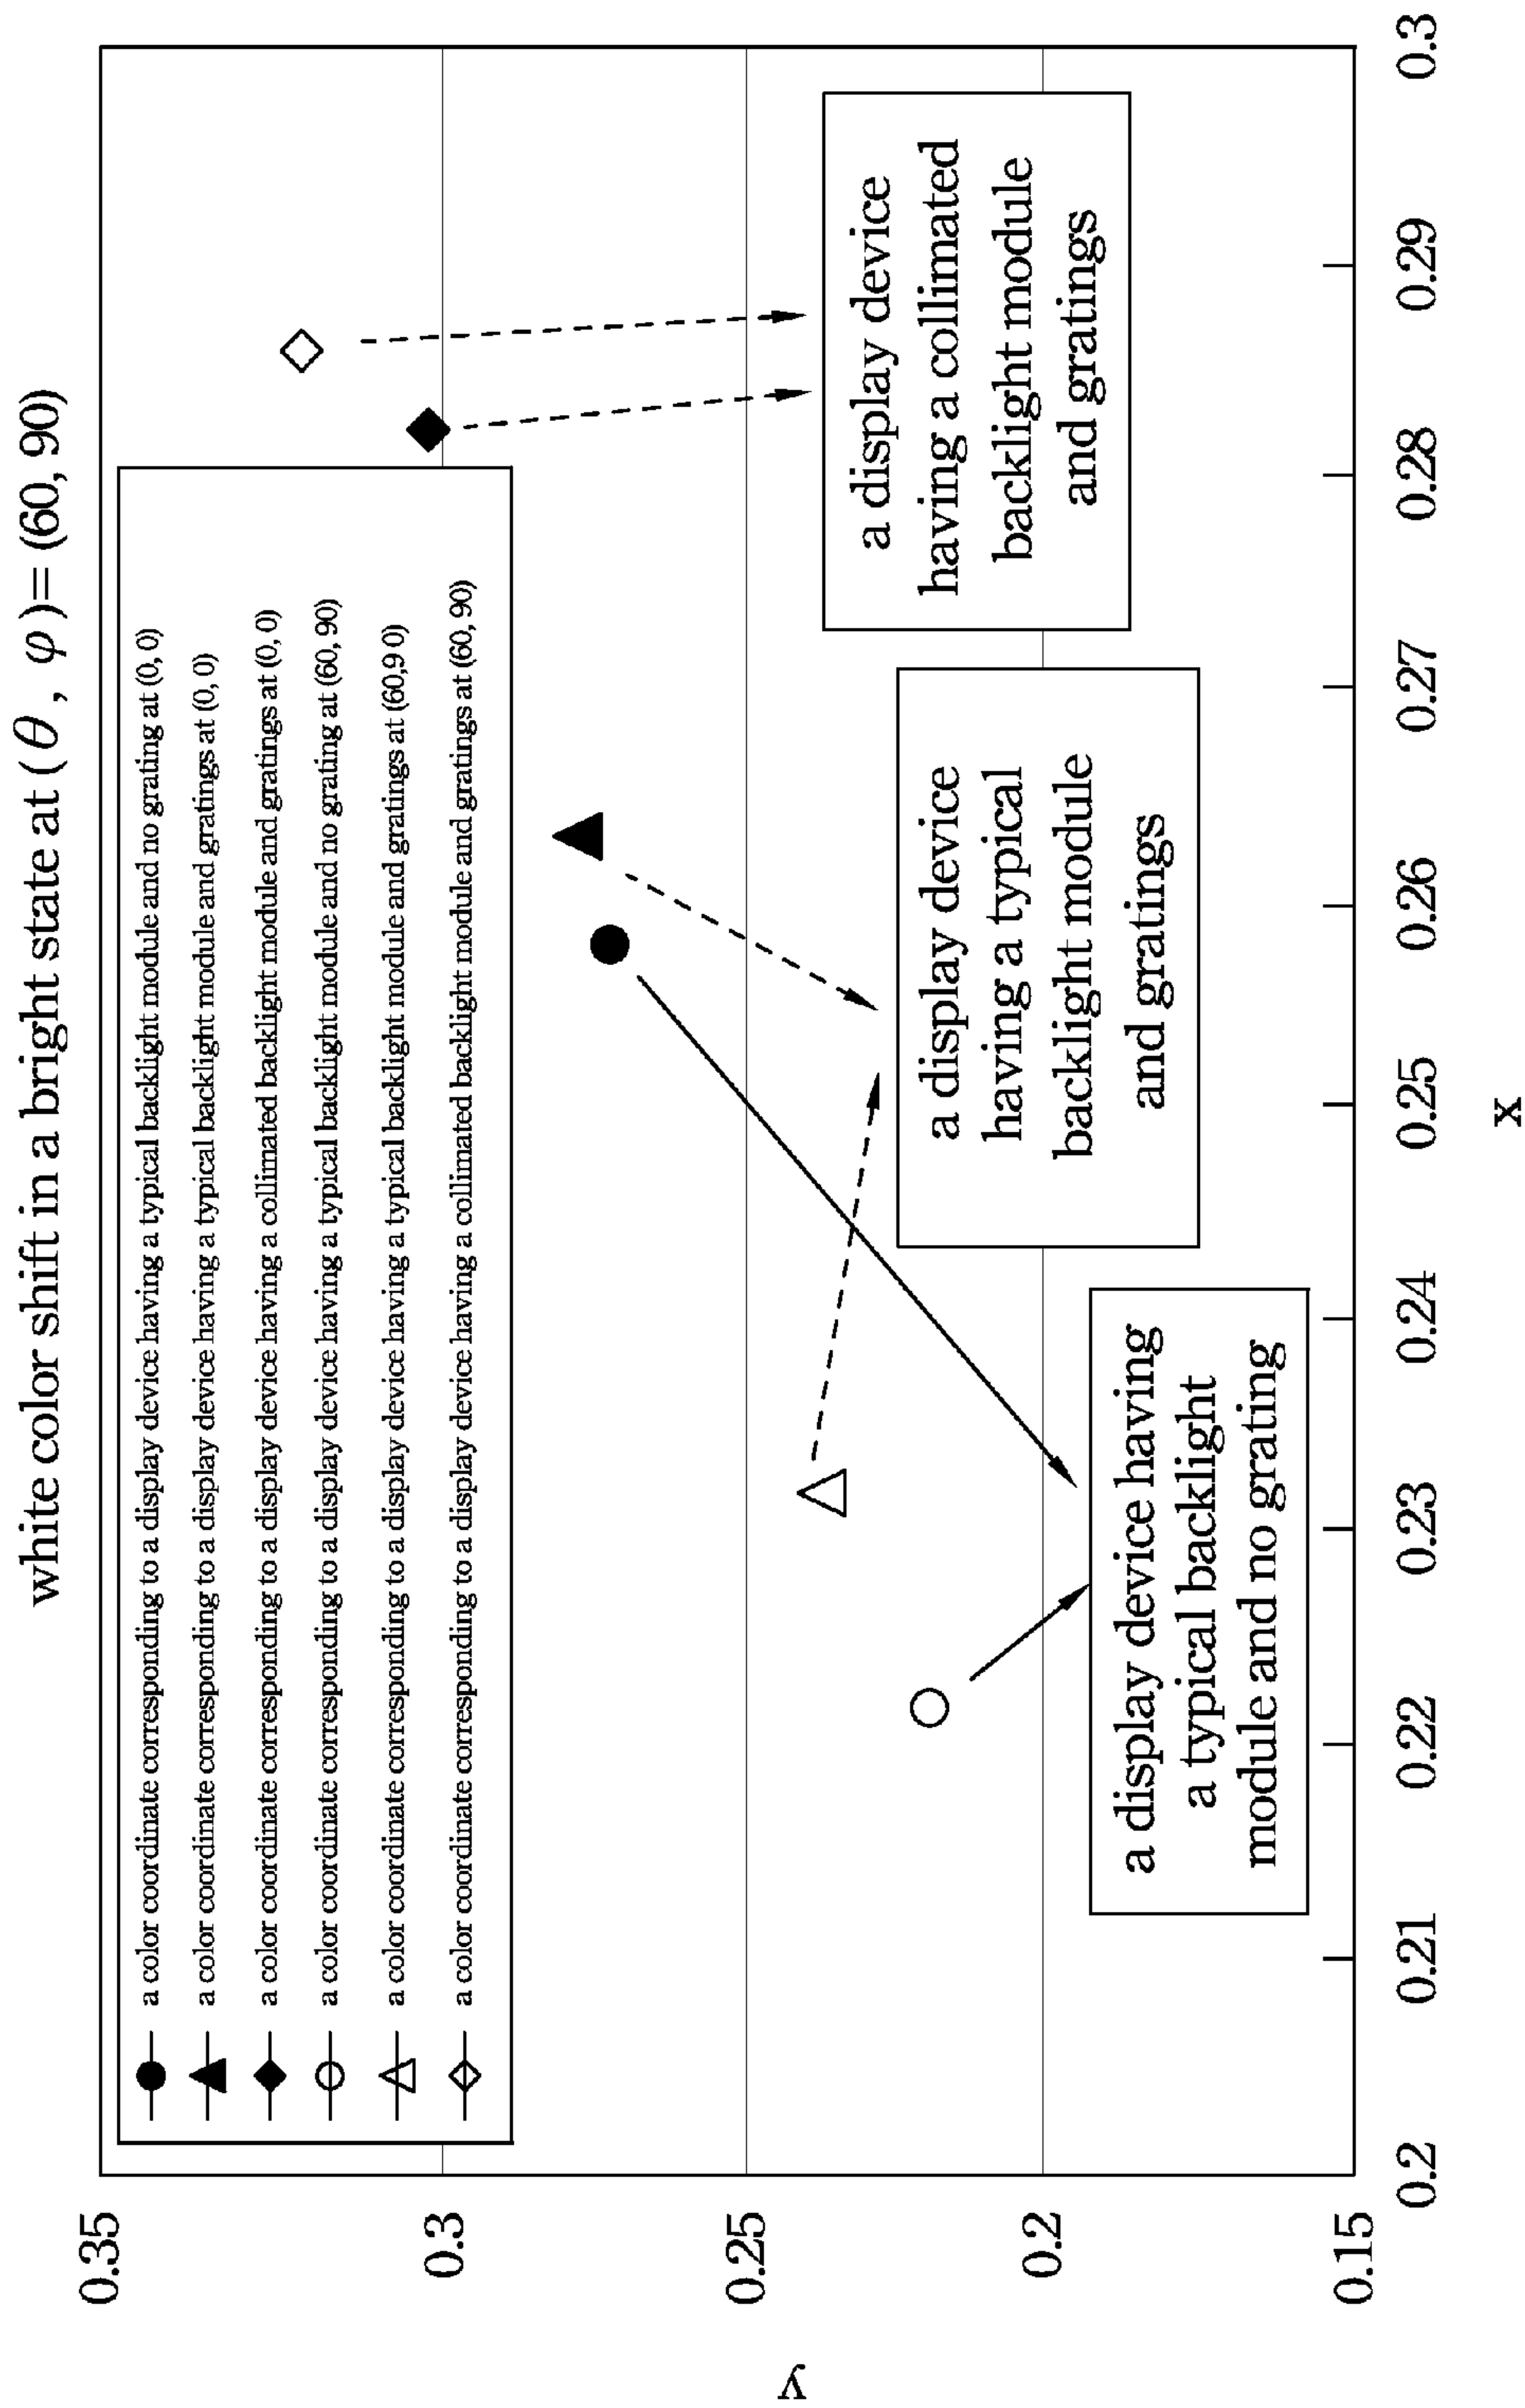 white color shift in a bright state at (θ, φ)= (60, 90)
a color coordinate corresponding to a display device having a typical backlight module and no grating at (0, 0)
a color coordinate corresponding to a display device having a typical backlight module and gratings at (0, 0)
a color coordinate corresponding to a display device having a collimated backlight module and gratings at (0, 0)
a color coordinate corresponding to a display device having a typical backlight module and no grating at (60, 90)
a color coordinate corresponding to a display device having a typical backlight module and gratings at (60,9 0)
a color coordinate corresponding to a display device having a collimated backlight module and gratings at (60, 90)
0.35
0.3
0.25
0.2
0.15
y
a display device having
a typical backlight
module and no grating
a display device
having a typical
backlight module
and gratings
a display device
having a collimated
backlight module
and gratings
0.2
0.21
0.22
0.23
0.24
0.25
0.26
0.27
0.28
0.29
0.3
x